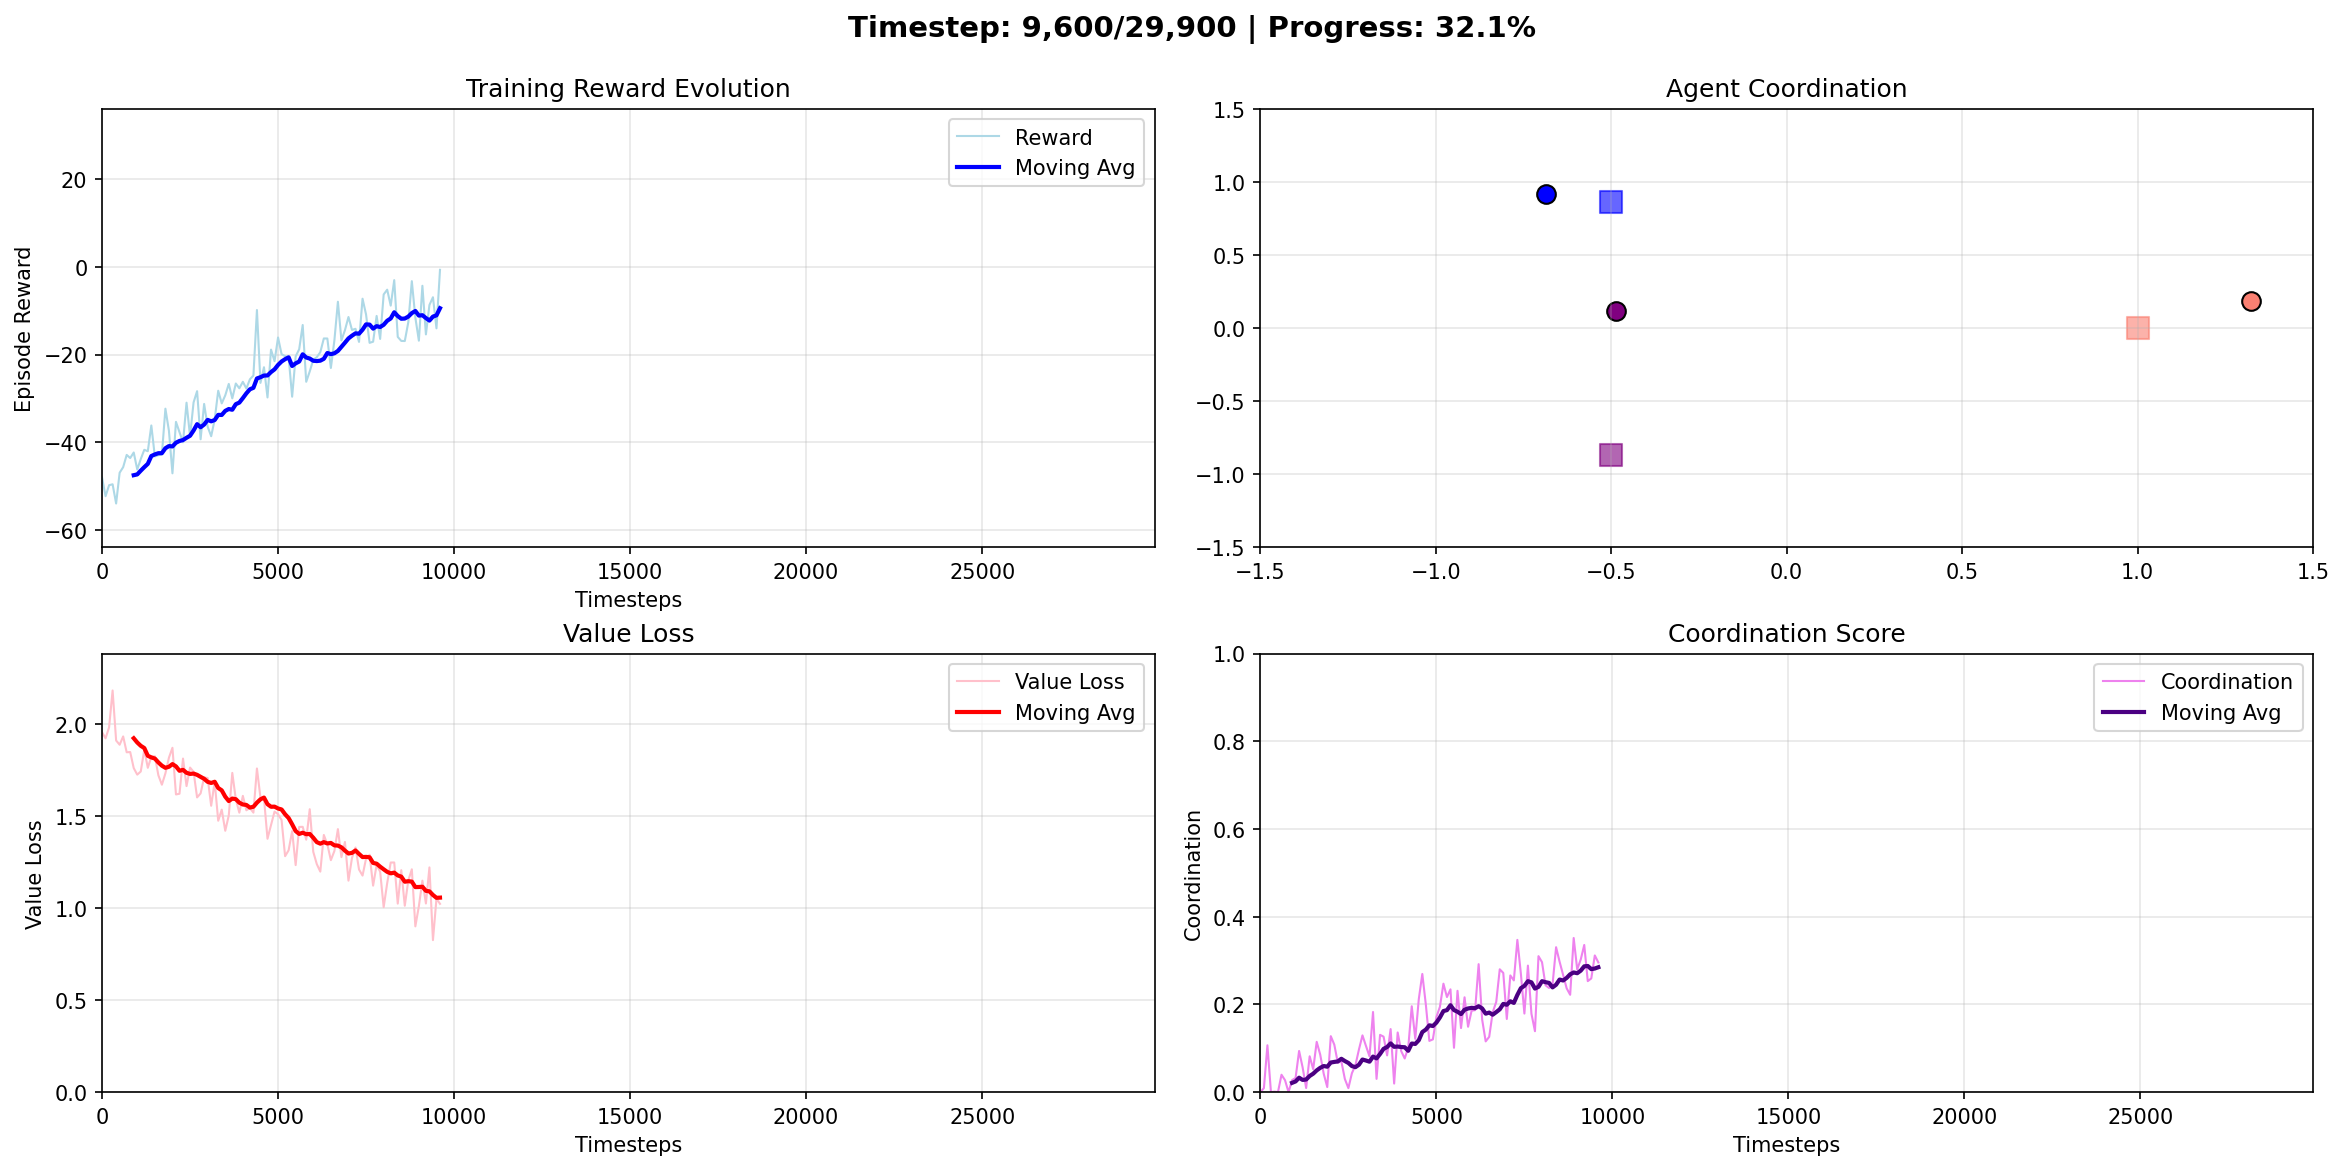 Timestep: 9,600/29,900 | Progress: 32.1%
Training Reward Evolution
Episode Reward
20
0
−20
−40
−60
Reward
Moving Avg
0 5000 10000 15000 20000 25000
Timesteps
Agent Coordination
1.5
1.0
0.5
0.0
−0.5
−1.0
−1.5
−1.5 −1.0 −0.5 0.0 0.5 1.0 1.5
Value Loss
Value Loss
2.0
1.5
1.0
0.5
0.0
Value Loss
Moving Avg
0 5000 10000 15000 20000 25000
Timesteps
Coordination Score
Coordination
1.0
0.8
0.6
0.4
0.2
0.0
Coordination
Moving Avg
0 5000 10000 15000 20000 25000
Timesteps